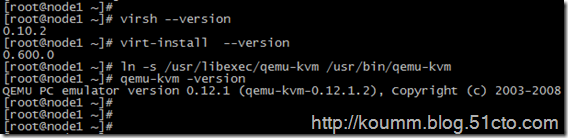 [root@node1 ~]#
[root@node1 ~]# virsh --version
0.10.2
[root@node1 ~]# virt-install  --version
0.600.0
[root@node1 ~]# ln -s /usr/libexec/qemu-kvm /usr/bin/qemu-kvm
[root@node1 ~]# qemu-kvm -version
QEMU PC emulator version 0.12.1 (qemu-kvm-0.12.1.2), Copyright (c) 2003-2008
[root@node1 ~]#
[root@node1 ~]#
[root@node1 ~]#
http://koumm.blog.51cto.com